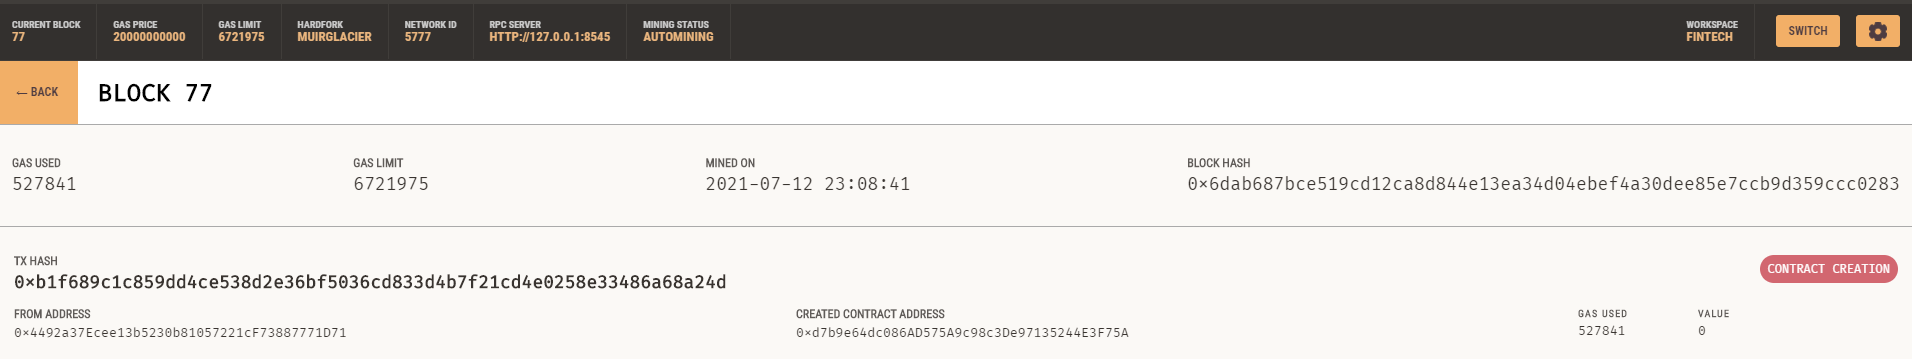 CURRENT BLOCK GAS PRICE GAS LIMIT HARDFORK NETWORK ID RPC SERVER MINING STATUS WORKSPACE
77 20000000000 6721975 MUIRGLACIER 5777 HTTP://127.0.0.1:8545 AUTOMINING FINTECH SWITCH
← BACK BLOCK 77
GAS USED GAS LIMIT MINED ON BLOCK HASH
527841 6721975 2021-07-12 23:08:41 0×6dab687bce519cd12ca8d844e13ea34d04ebef4a30dee85e7ccb9d359ccc0283
TX HASH
0×b1f689c1c859dd4ce538d2e36bf5036cd833d4b7f21cd4e0258e33486a68a24d CONTRACT CREATION
FROM ADDRESS CREATED CONTRACT ADDRESS GAS USED VALUE
0×4492a37Ecee13b5230b81057221cF73887771D71 0×d7b9e64dc086AD575A9c98c3De97135244E3F75A 527841 0